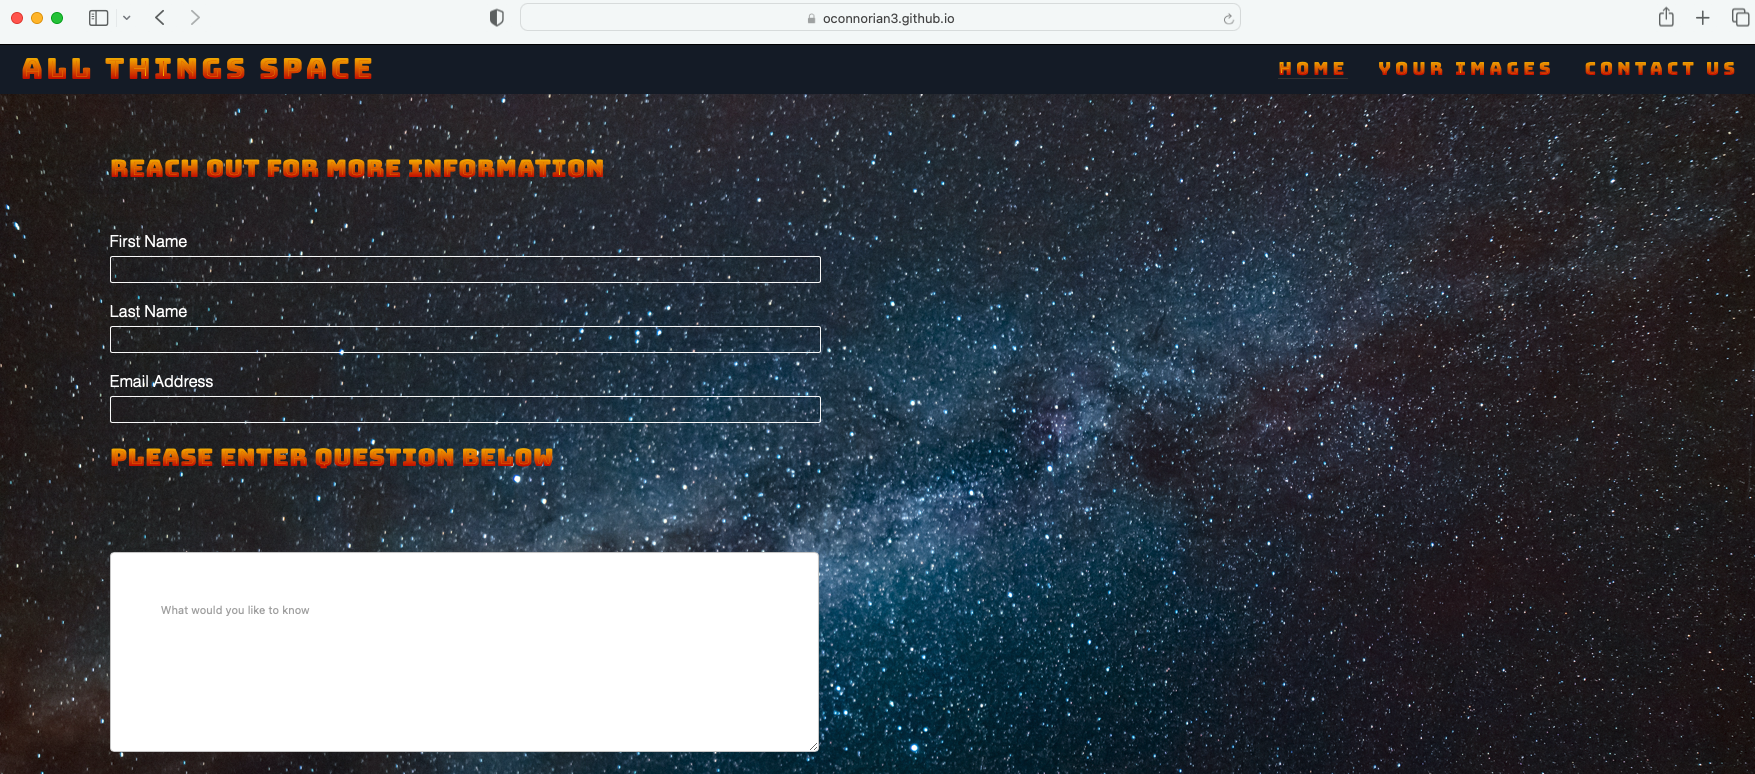 oconnorian3.github.io
ALL THINGS SPACE
HOME YOUR IMAGES CONTACT US
REACH OUT FOR MORE INFORMATION
First Name
Last Name
Email Address
PLEASE ENTER QUESTION BELOW
What would you like to know